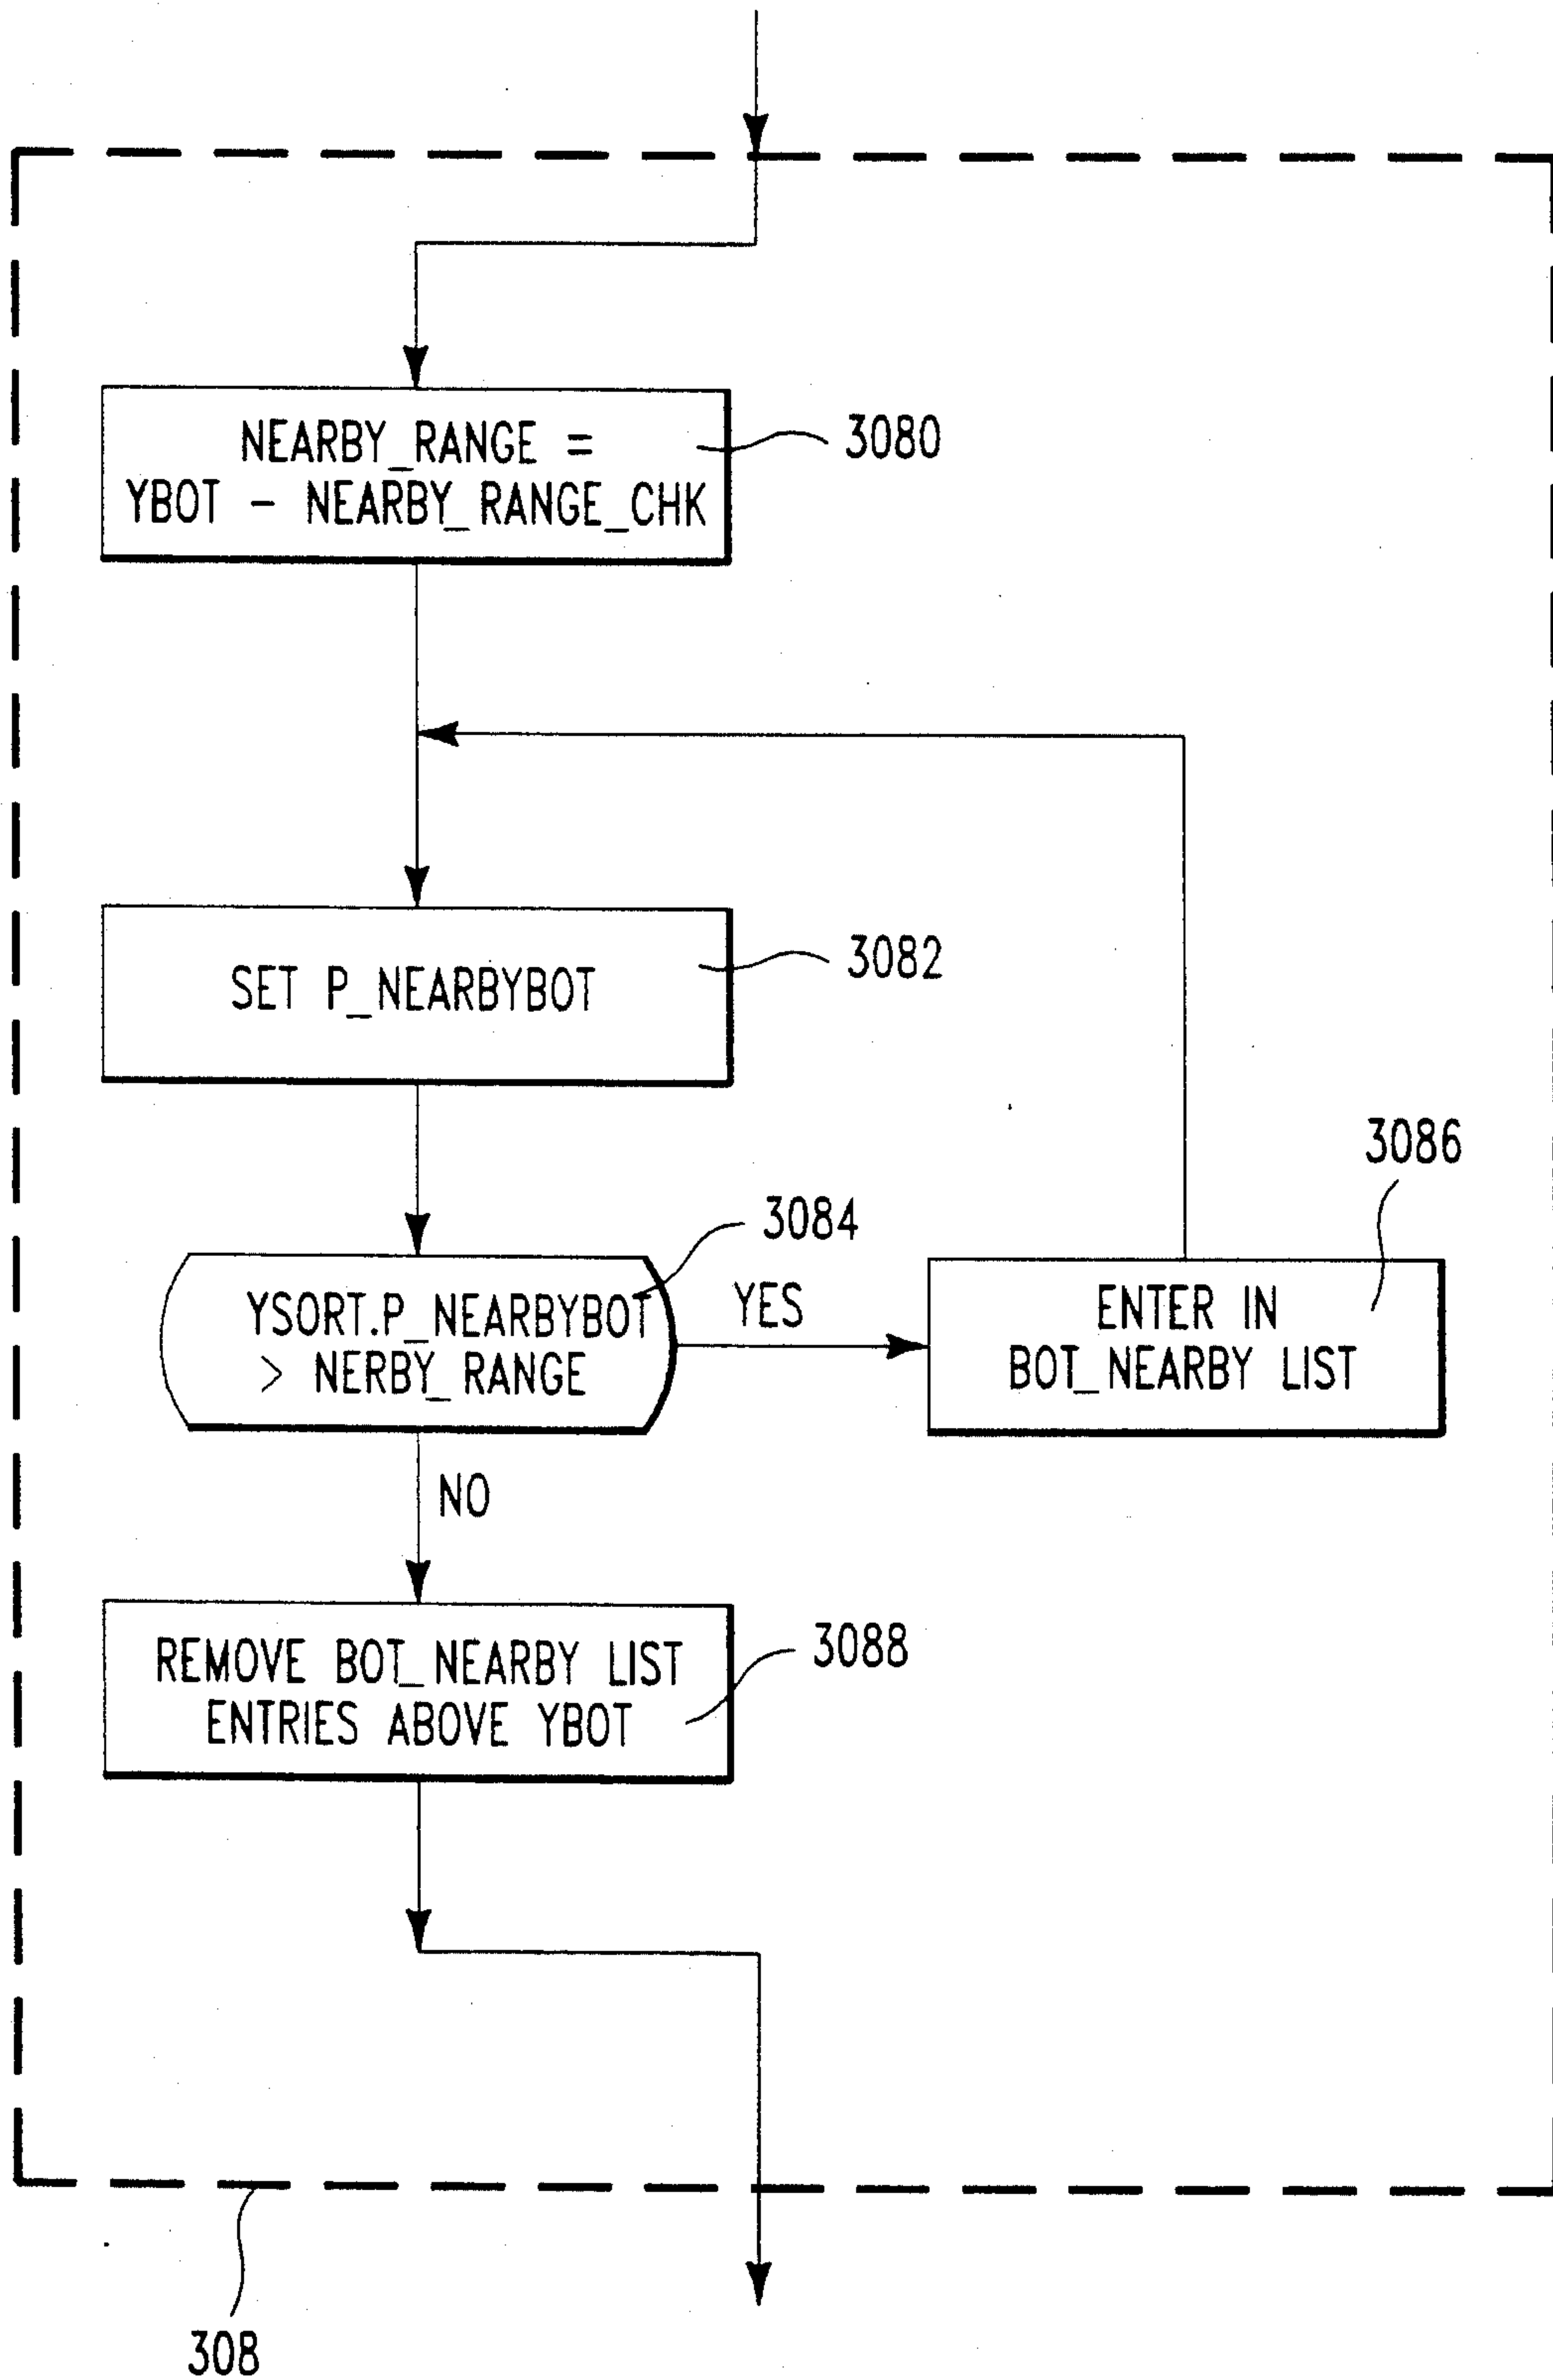 NEARBY_RANGE =
YBOT - NEARBY_RANGE_CHK
3080
SET P_NEARBYBOT
3082
3084
YSORT.P_NEARBYBOT
> NERBY_RANGE
YES
3086
ENTER IN
BOT_NEARBY LIST
NO
REMOVE BOT_NEARBY LIST
ENTRIES ABOVE YBOT
3088
308